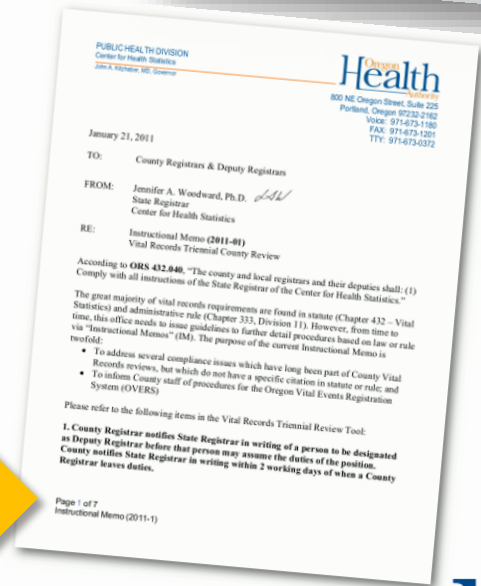 PUBLIC HEALTH DIVISION
Center for Health Statistics
John A. Kitzhaber, MD, Governor
Oregon
Health
Authority
800 NE Oregon Street, Suite 225
Portland, Oregon 97232-2162
Voice: 971-673-1180
FAX: 971-673-1201
TTY: 971-673-0372
January 21, 2011
TO: County Registrars & Deputy Registrars
FROM: Jennifer A. Woodward, Ph.D.
State Registrar
Center for Health Statistics
RE: Instructional Memo (2011-01)
Vital Records Triennial County Review
According to ORS 432.040, "The county and local registrars and their deputies shall: (1)
Comply with all instructions of the State Registrar of the Center for Health Statistics."
The great majority of vital records requirements are found in statute (Chapter 432 – Vital
Statistics) and administrative rule (Chapter 333, Division 11). However, from time to
time, this office needs to issue guidelines to further detail procedures based on law or rule
via "Instructional Memos" (IM). The purpose of the current Instructional Memo is
twofold:
• To address several compliance issues which have long been part of County Vital
Records reviews, but which do not have a specific citation in statute or rule; and
• To inform County staff of procedures for the Oregon Vital Events Registration
System (OVERS)
Please refer to the following items in the Vital Records Triennial Review Tool:
1. County Registrar notifies State Registrar in writing of a person to be designated
as Deputy Registrar before that person may assume the duties of the position.
County notifies State Registrar in writing within 2 working days of when a County
Registrar leaves duties.
Page 1 of 7
Instructional Memo (2011-1)